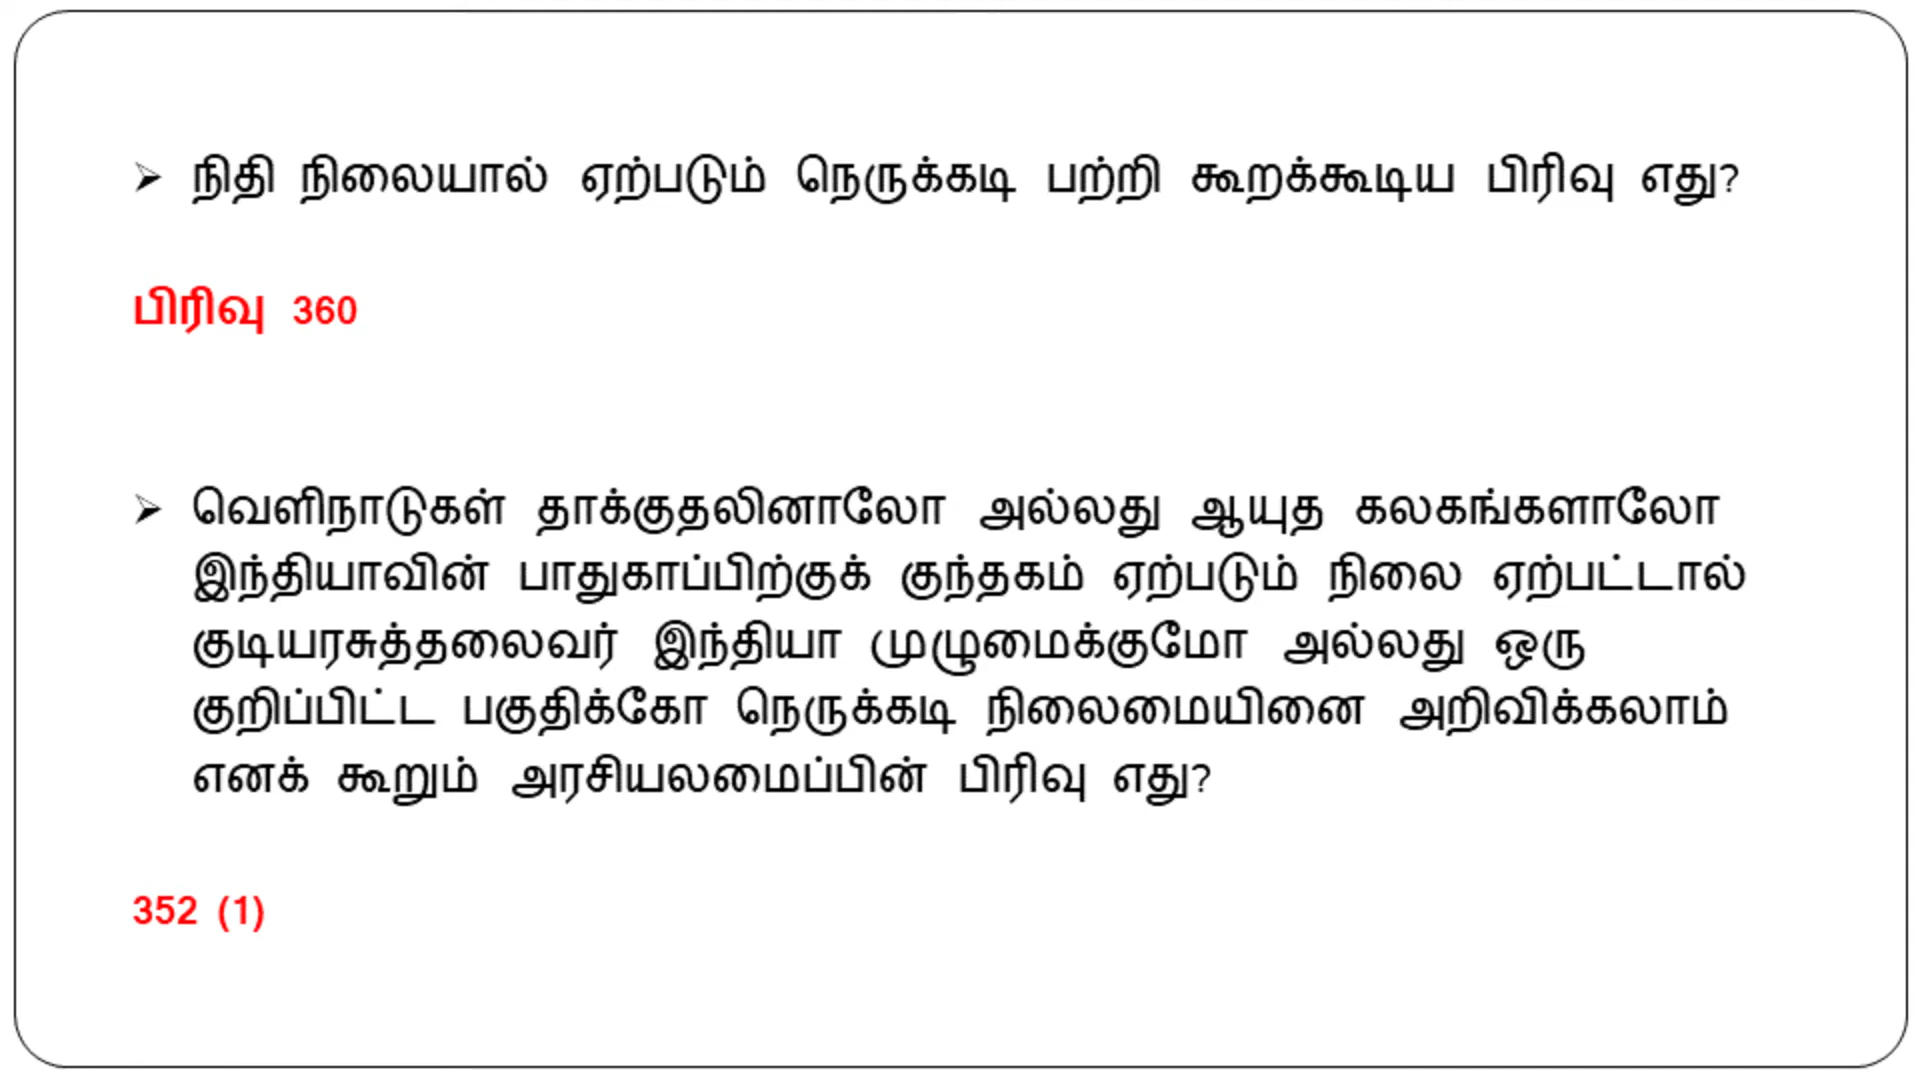 ➢ நிதி நிலையால் ஏற்படும் நெருக்கடி பற்றி கூறக்கூடிய பிரிவு எது?
பிரிவு 360
➢ வெளிநாடுகள் தாக்குதலினாலோ அல்லது ஆயுத கலகங்களாலோ
இந்தியாவின் பாதுகாப்பிற்குக் குந்தகம் ஏற்படும் நிலை ஏற்பட்டால்
குடியரசுத்தலைவர் இந்தியா முழுமைக்குமோ அல்லது ஒரு
குறிப்பிட்ட பகுதிக்கோ நெருக்கடி நிலைமையினை அறிவிக்கலாம்
எனக் கூறும் அரசியலமைப்பின் பிரிவு எது?
352 (1)